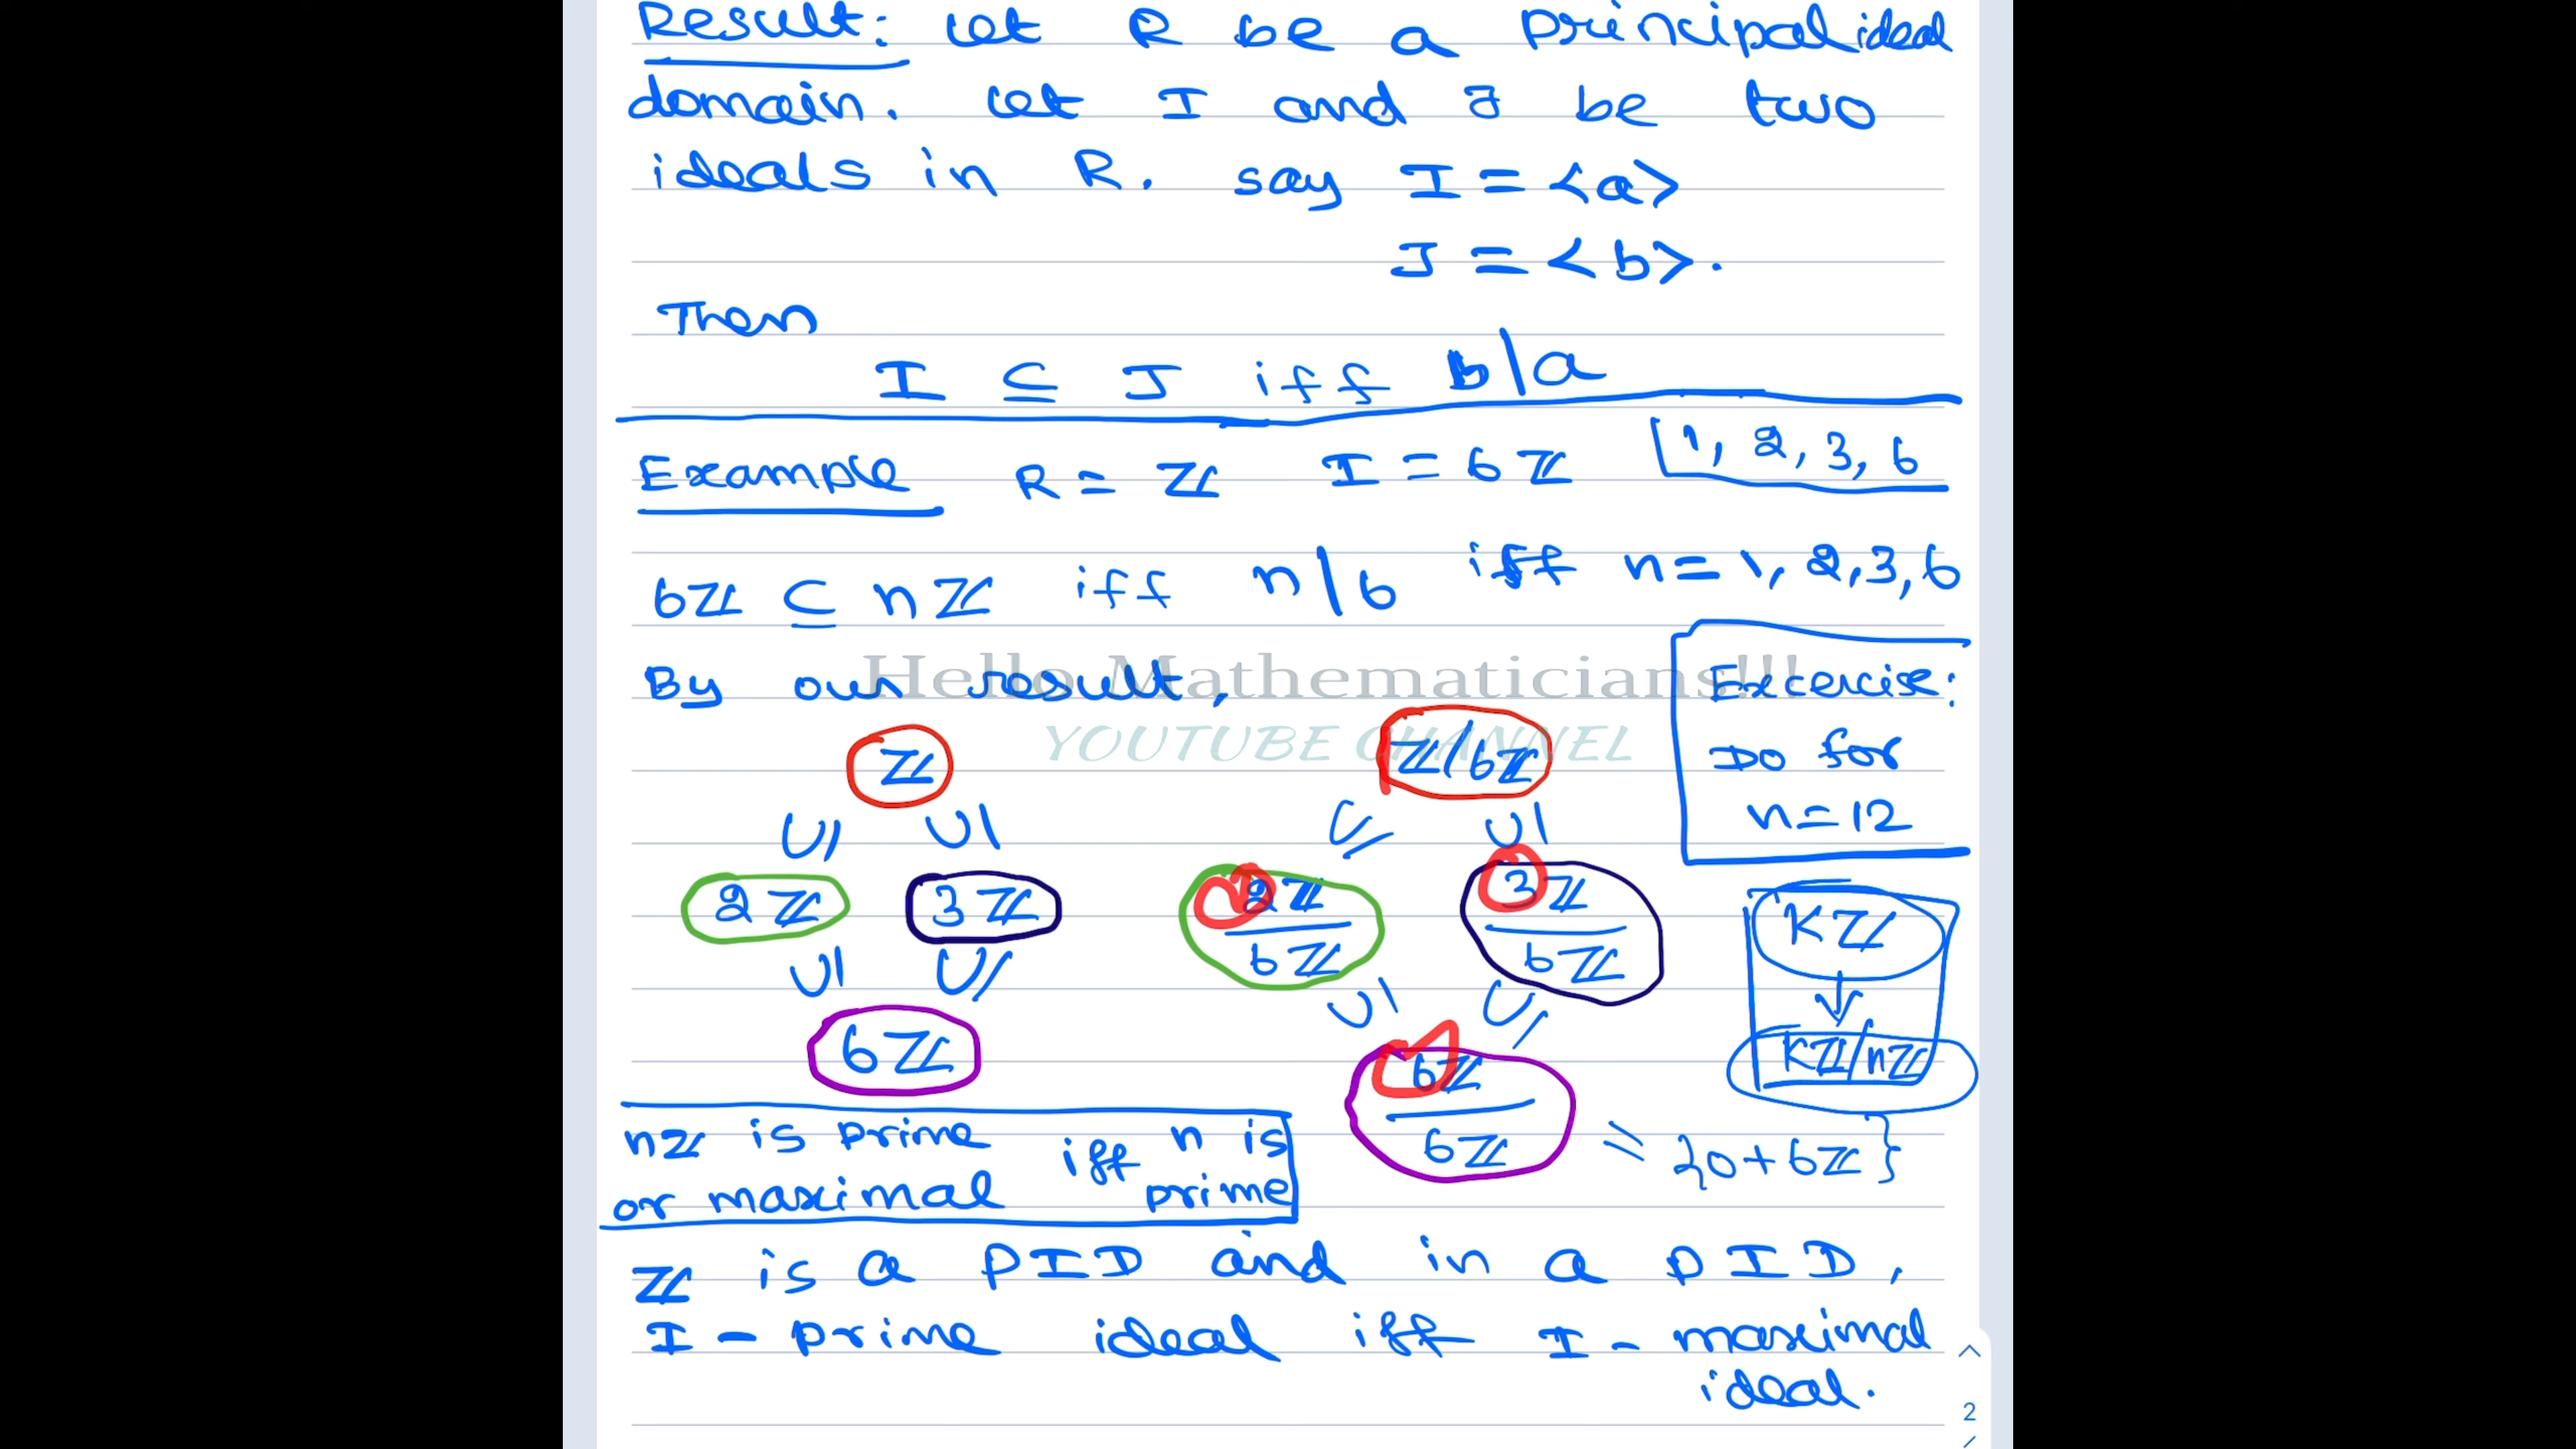 Result: Let R be a principal ideal
domain. Let I and J be two
ideals in R. say I = <a>
J = <b>.
Then
I ⊆ J iff b|a
Example R = ℤ I = 6ℤ 1, 2, 3, 6
6ℤ ⊆ nℤ iff n|6 iff n = 1, 2, 3, 6
By our result,
Hello Mathematicians!!!
YOUTUBE CHANNEL
Excercise:
Do for
n=12
ℤ ℤ/6ℤ
∪| ∪| ∪| ∪|
2ℤ 3ℤ 2ℤ/6ℤ 3ℤ/6ℤ
∪| ∪| ∪| ∪|
6ℤ 6ℤ/6ℤ = {0+6ℤ}
Kℤ
↓
Kℤ/nℤ
nℤ is prime iff n is
or maximal prime
ℤ is a PID and in a PID,
I - prime ideal iff I - maximal
ideal.
2